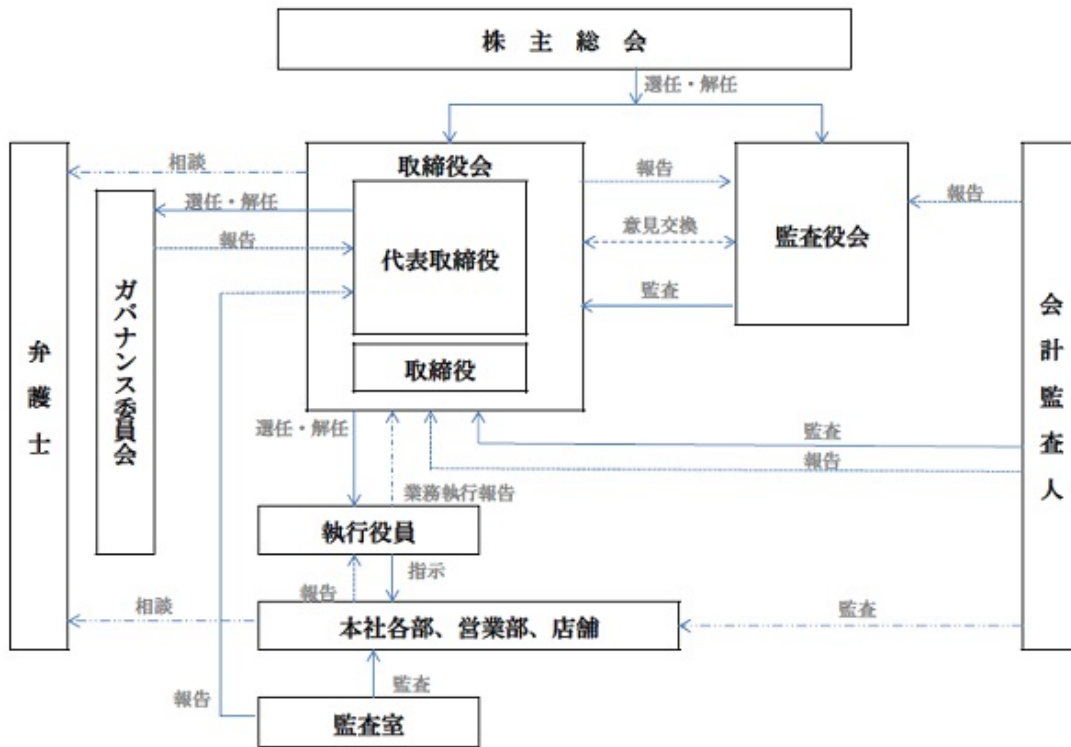 株主総会
選任・解任
相談
取締役会
報告
報告
選任・解任
代表取締役
意見交換
監査役会
報告
監査
ガバナンス委員会
弁護士
会計監査人
取締役
選任・解任
監査
報告
業務執行報告
執行役員
報告
指示
相談
本社各部、営業部、店舗
監査
報告
監査
監査室